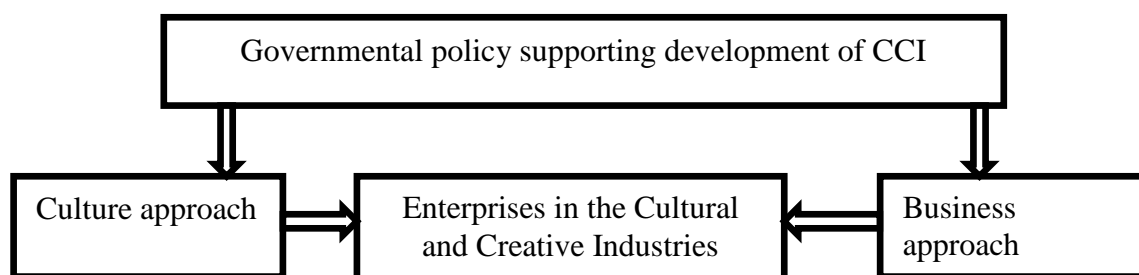 Governmental policy supporting development of CCI
Culture approach
Enterprises in the Cultural
and Creative Industries
Business
approach